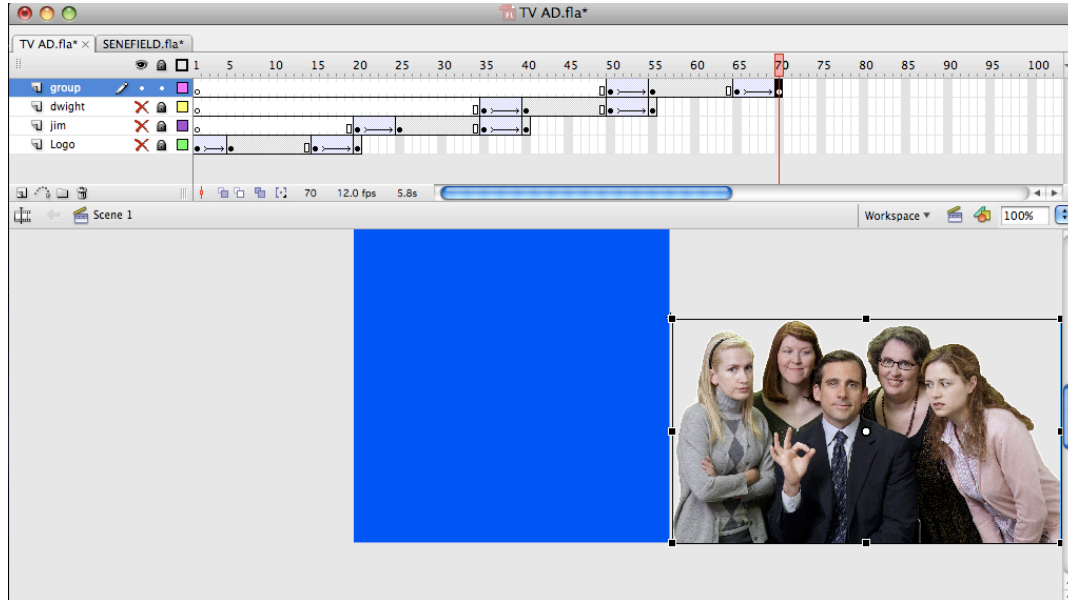 TV AD.fla*
TV AD.fla* × SENEFIELD.fla*
1 5 10 15 20 25 30 35 40 45 50 55 60 65 70 75 80 85 90 95 100
group
dwight
jim
Logo
70 12.0 fps 5.8s
Scene 1 Workspace 100%